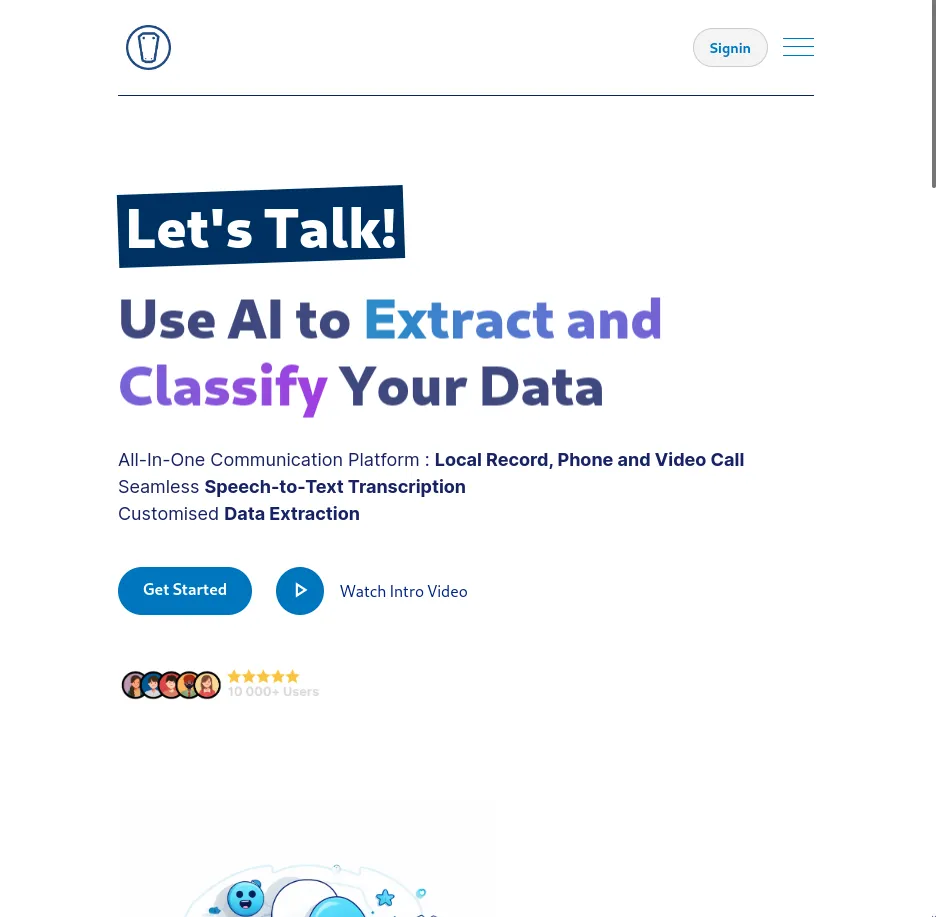 Signin
Let's Talk!
Use AI to Extract and
Classify Your Data
All-In-One Communication Platform : Local Record, Phone and Video Call
Seamless Speech-to-Text Transcription
Customised Data Extraction
Get Started
Watch Intro Video
10 000+ Users